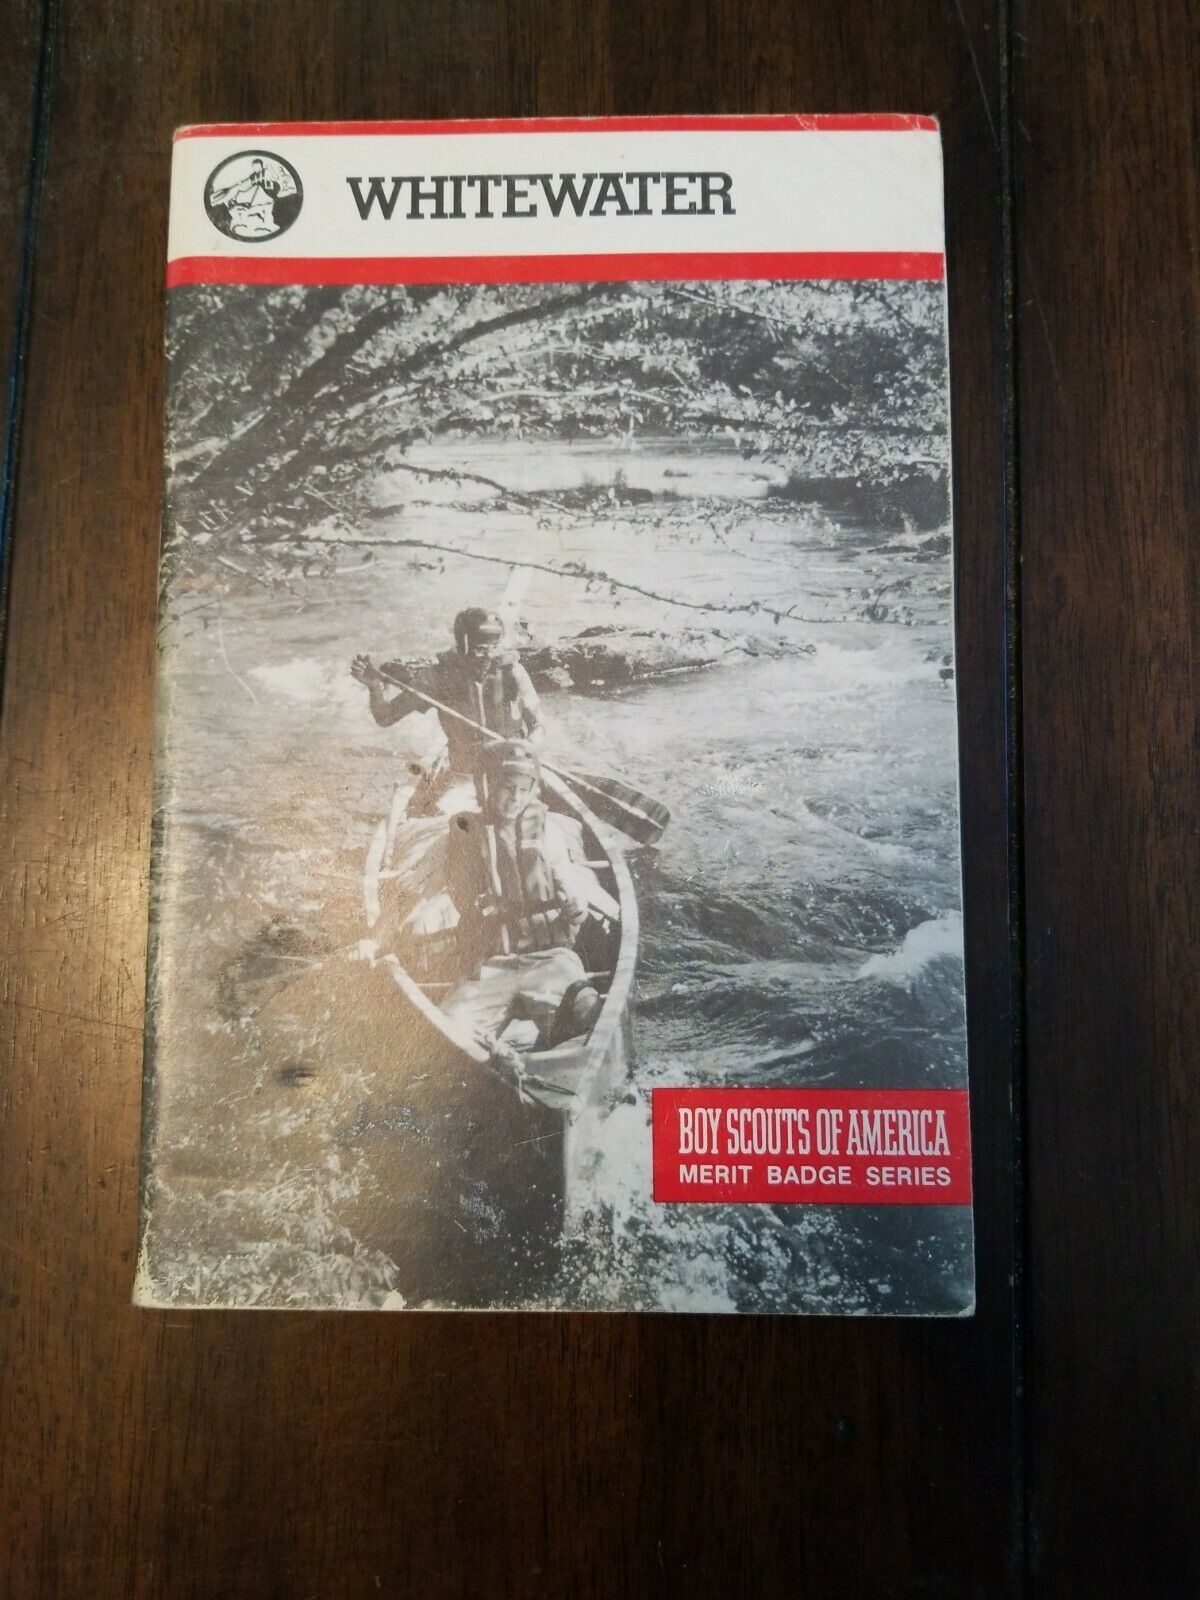 WHITEWATER
BOY SCOUTS OF AMERICA
MERIT BADGE SERIES